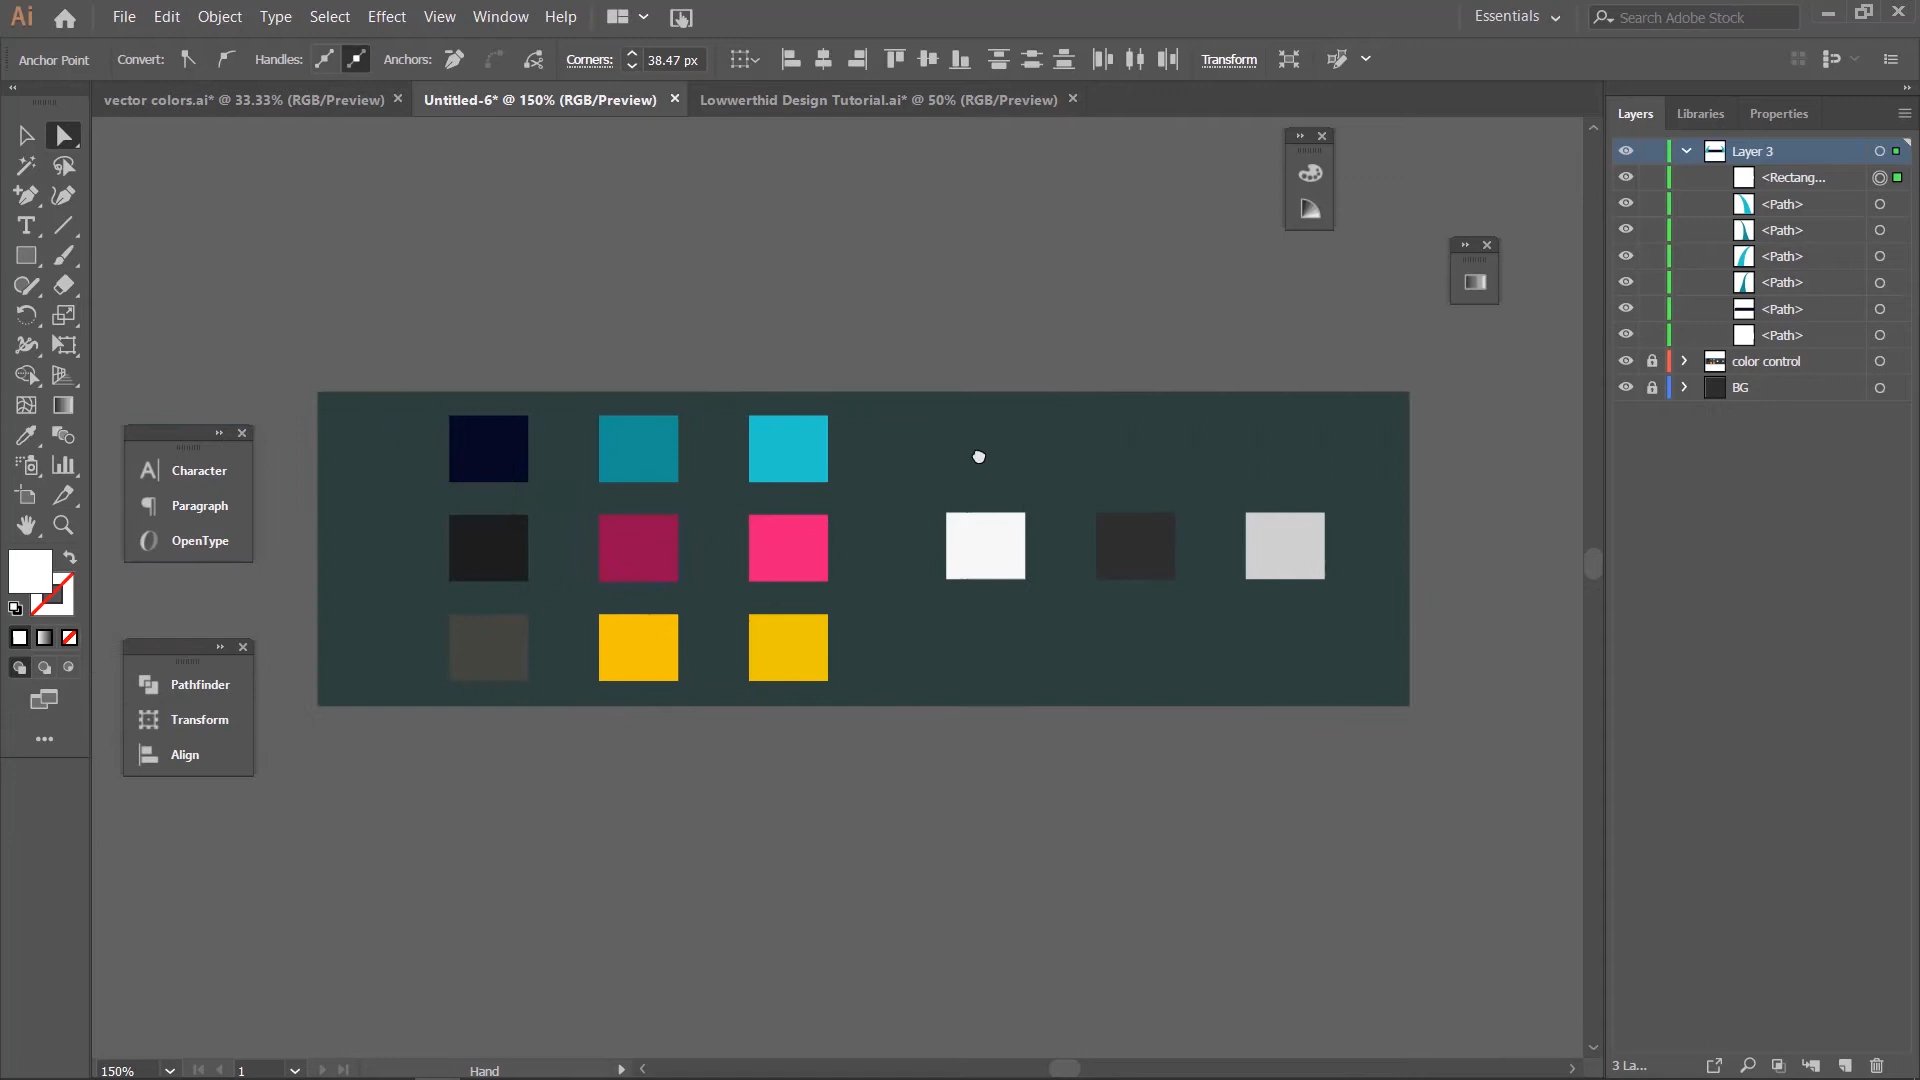 Ai File Edit Object Type Select Effect View Window Help Essentials Search Adobe Stock
Anchor Point Convert: Handles: Anchors: Corners: 38.47 px Transform
vector colors.ai* @ 33.33% (RGB/Preview) Untitled-6* @ 150% (RGB/Preview) Lowwerthid Design Tutorial.ai* @ 50% (RGB/Preview)
Layers Libraries Properties
Layer 3
<Rectang...
<Path>
<Path>
<Path>
<Path>
<Path>
<Path>
color control
BG
Character
Paragraph
OpenType
Pathfinder
Transform
Align
150% 1 Hand
3 La...